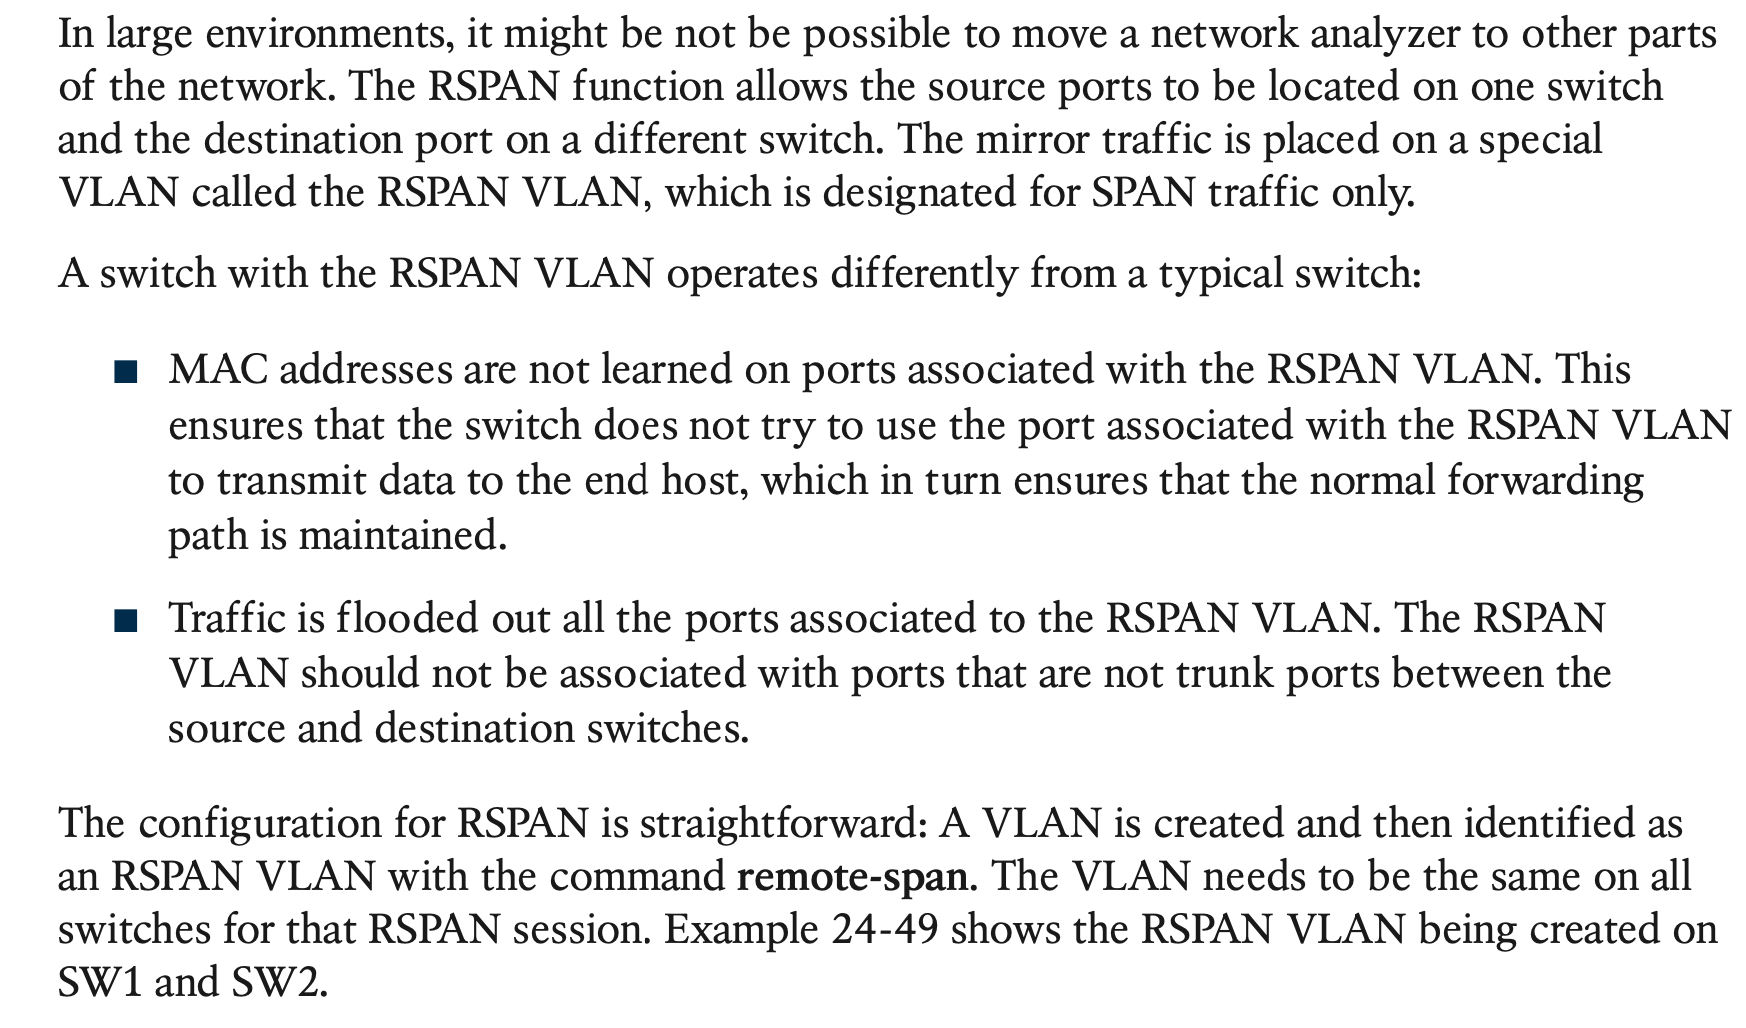 In large environments, it might be not be possible to move a network analyzer to other parts
of the network. The RSPAN function allows the source ports to be located on one switch
and the destination port on a different switch. The mirror traffic is placed on a special
VLAN called the RSPAN VLAN, which is designated for SPAN traffic only.
A switch with the RSPAN VLAN operates differently from a typical switch:
■ MAC addresses are not learned on ports associated with the RSPAN VLAN. This
ensures that the switch does not try to use the port associated with the RSPAN VLAN
to transmit data to the end host, which in turn ensures that the normal forwarding
path is maintained.
■ Traffic is flooded out all the ports associated to the RSPAN VLAN. The RSPAN
VLAN should not be associated with ports that are not trunk ports between the
source and destination switches.
The configuration for RSPAN is straightforward: A VLAN is created and then identified as
an RSPAN VLAN with the command remote-span. The VLAN needs to be the same on all
switches for that RSPAN session. Example 24-49 shows the RSPAN VLAN being created on
SW1 and SW2.